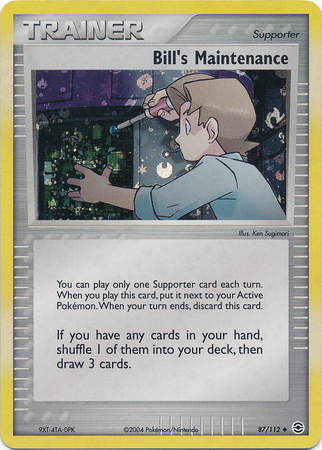 TRAINER
Supporter
Bill's Maintenance
Illus. Ken Sugimori
You can play only one Supporter card each turn.
When you play this card, put it next to your Active
Pokémon. When your turn ends, discard this card.
If you have any cards in your hand,
shuffle 1 of them into your deck, then
draw 3 cards.
9XT-4TA-0PK
©2004 Pokémon/Nintendo
87/112 ◆